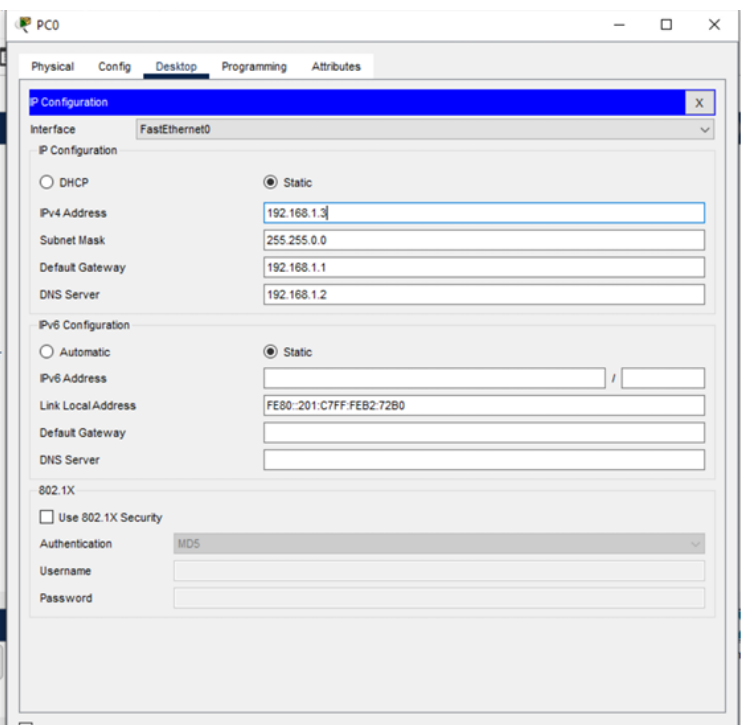 PC0
Physical Config Desktop Programming Attributes
IP Configuration X
Interface FastEthernet0
IP Configuration
DHCP Static
IPv4 Address 192.168.1.3
Subnet Mask 255.255.0.0
Default Gateway 192.168.1.1
DNS Server 192.168.1.2
IPv6 Configuration
Automatic Static
IPv6 Address /
Link Local Address FE80::201:C7FF:FEB2:72B0
Default Gateway
DNS Server
802.1X
Use 802.1X Security
Authentication MD5
Username
Password